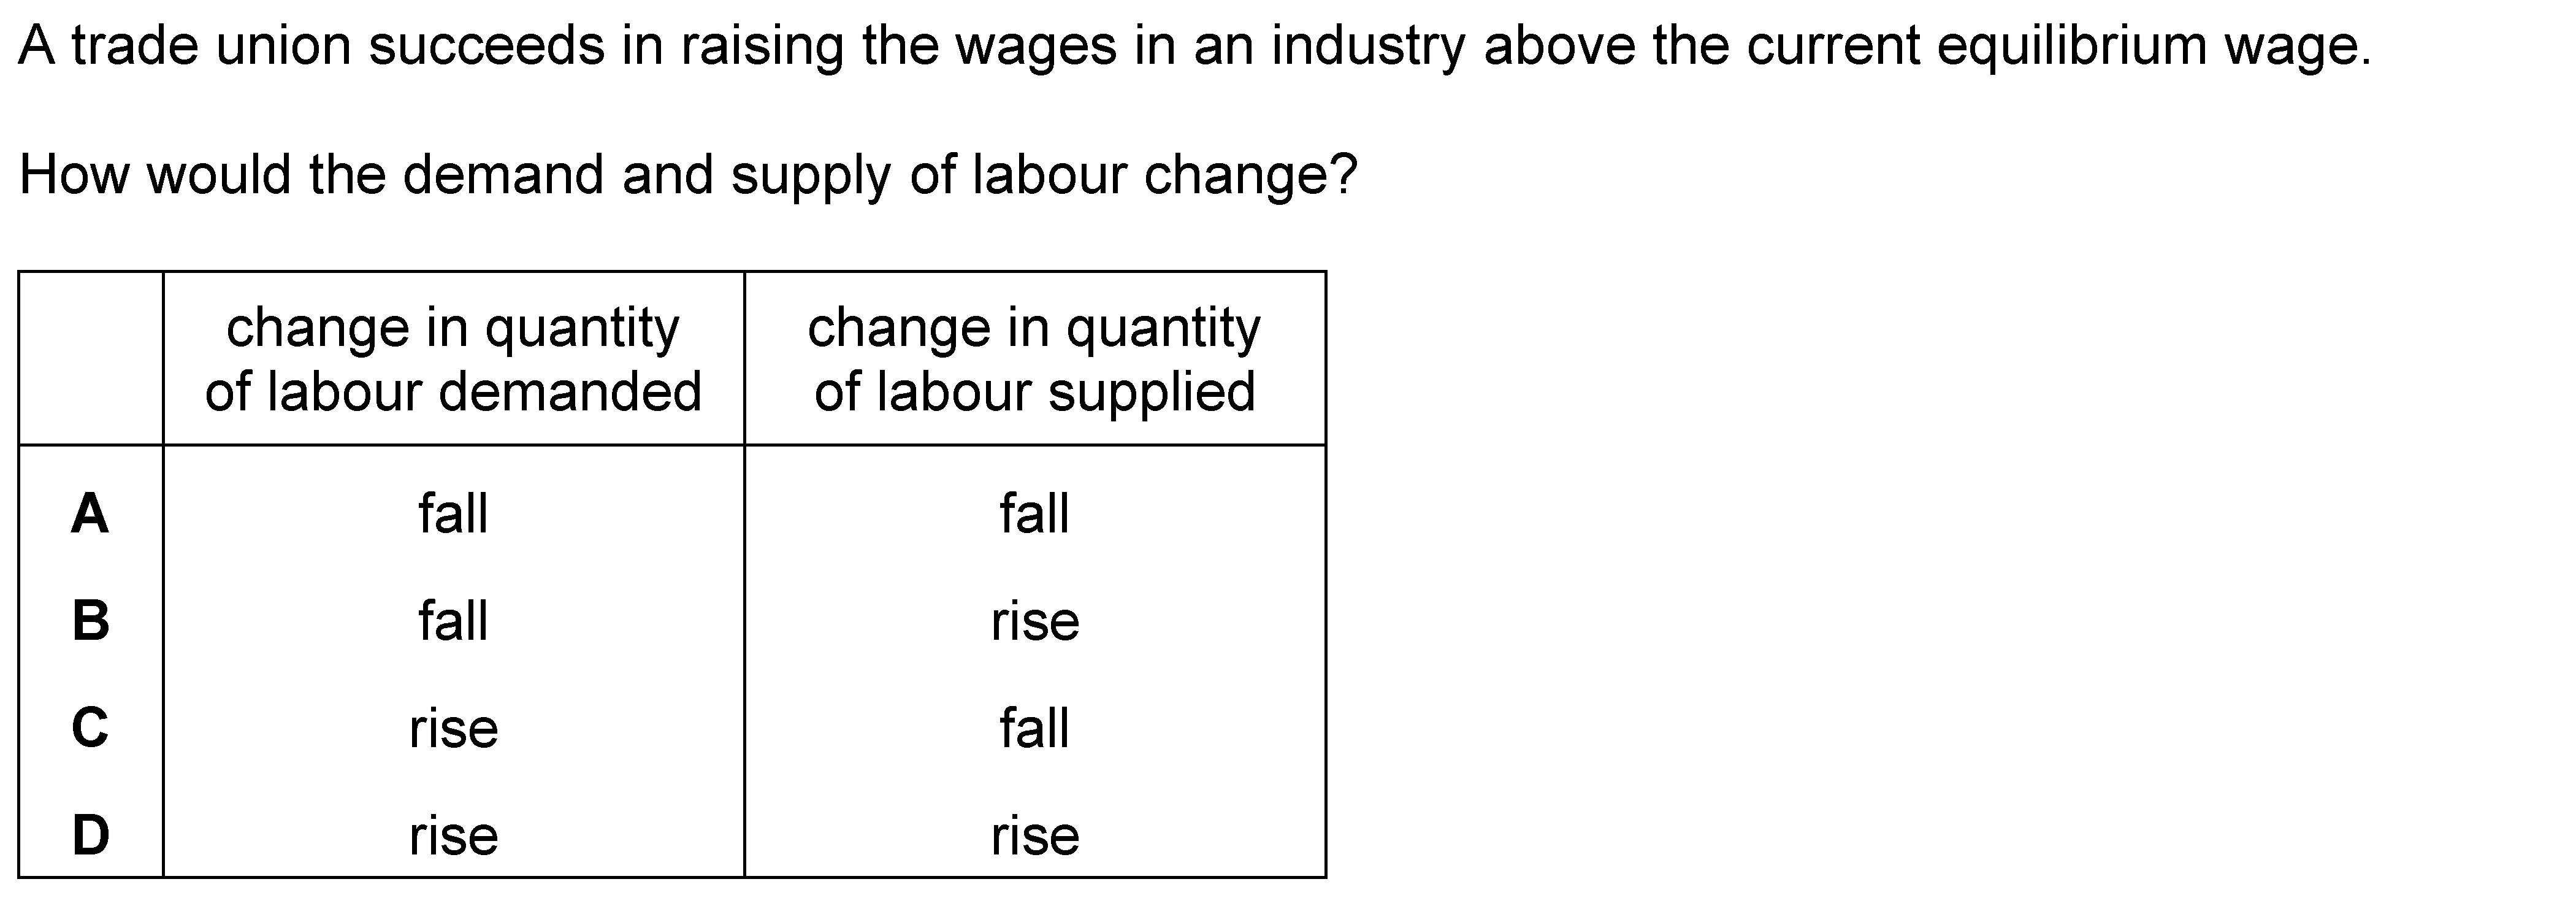 A trade union succeeds in raising the wages in an industry above the current equilibrium wage.
How would the demand and supply of labour change?
change in quantity of labour demanded change in quantity of labour supplied
A fall fall
B fall rise
C rise fall
D rise rise